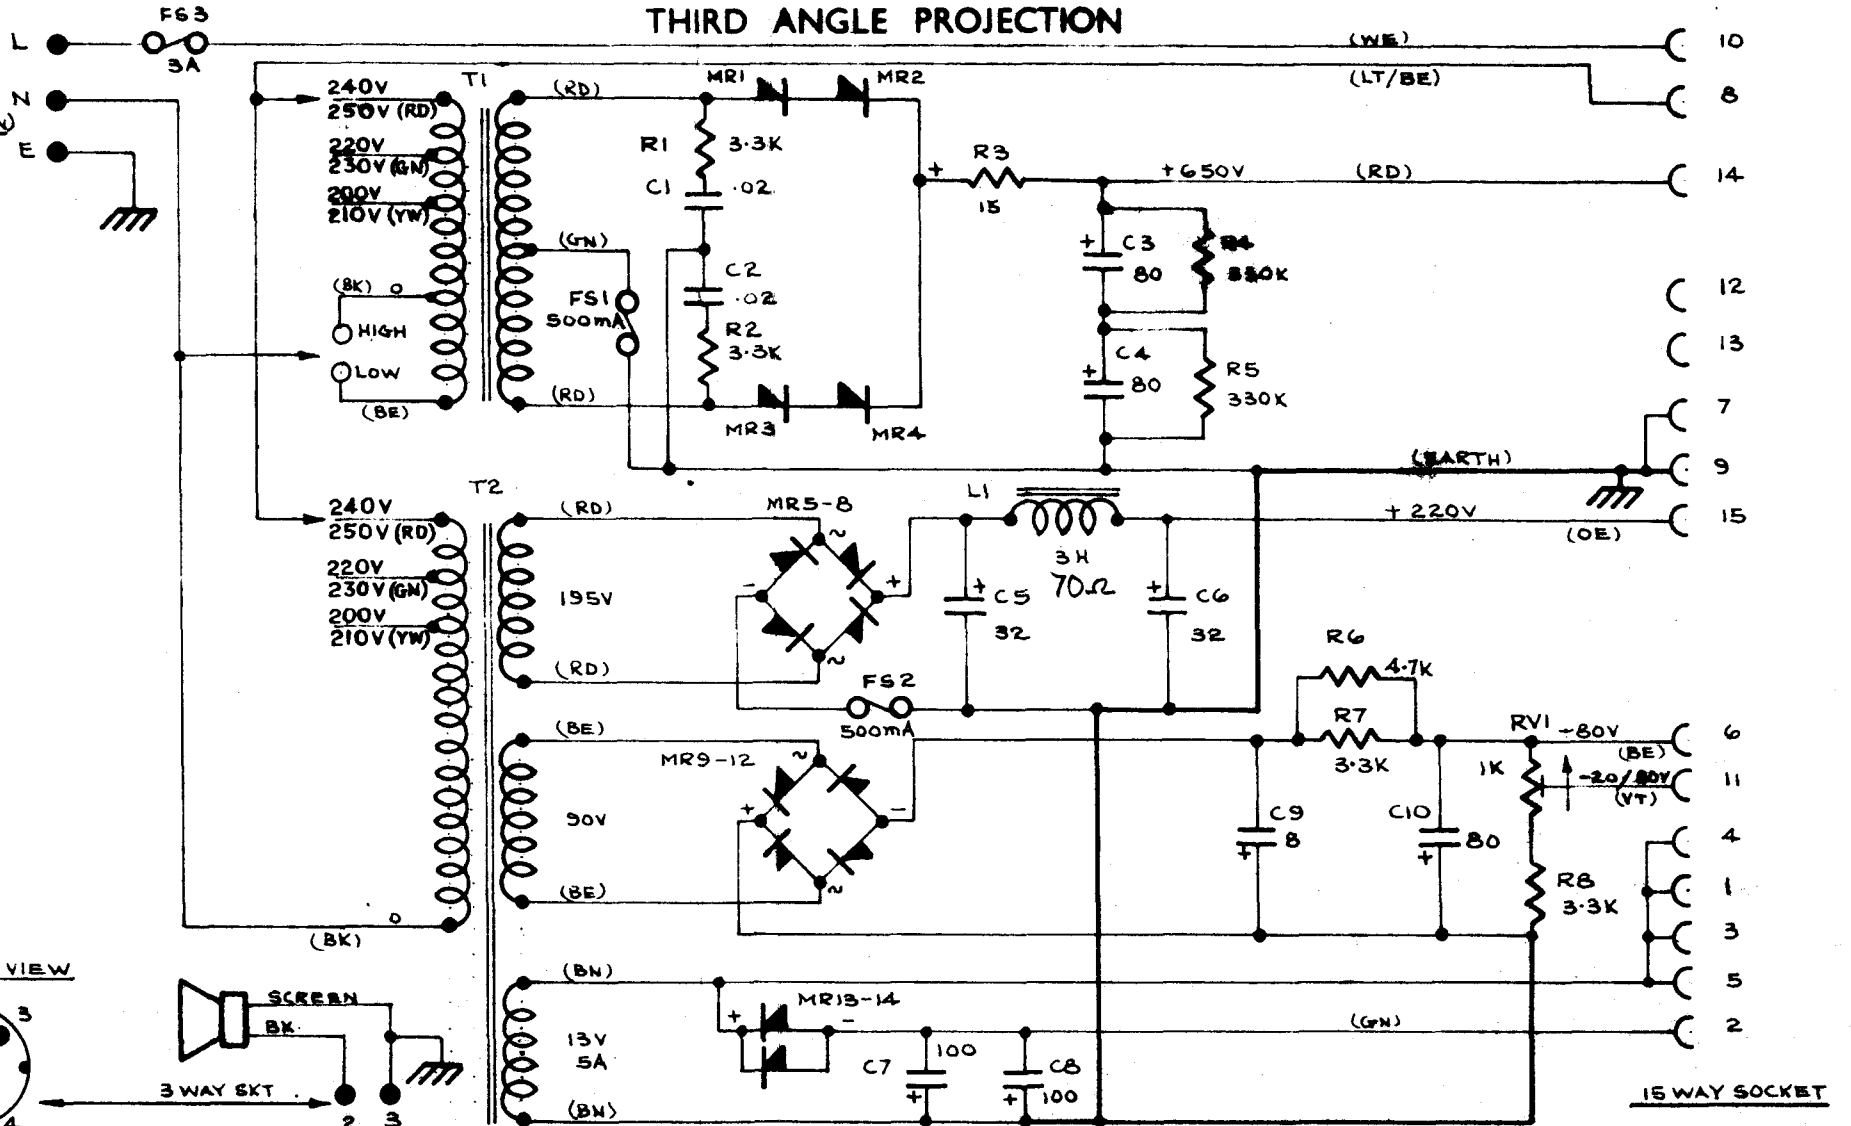 THIRD ANGLE PROJECTION
FS3
L
3A
(WE)
10
(LT/BE)
8
N
E
240V
250V (RD)
220V
230V (GN)
200V
210V (YW)
(BK) O
HIGH
LOW
(BE)
T1
(RD)
(GN)
(RD)
FS1
500mA
MR1
MR2
R1
3.3K
C1
.02
C2
.02
R2
3.3K
MR3
MR4
+
R3
15
+650V
(RD)
14
+
C3
80
R4
+
C4
80
R5
330K
12
13
7
(EARTH)
9
T2
240V
250V (RD)
220V
230V (GN)
200V
210V (YW)
O
(BK)
(RD)
195V
(RD)
MR5-8
~
-
+
~
L1
3H
70Ω
+220V
(OE)
15
+
C5
32
+
C6
32
FS2
500mA
(BE)
90V
(BE)
MR9-12
~
+
-
~
R6
4.7K
R7
3.3K
RV1
1K
-80V
(BE)
6
(VT)
11
C9
8
+
C10
80
+
R8
3.3K
4
1
3
5
(BN)
13V
5A
(BN)
MR13-14
+
-
(GN)
2
C7
100
+
C8
100
+
VIEW
3
4
SCREEN
BK
3 WAY SKT
2
3
15 WAY SOCKET